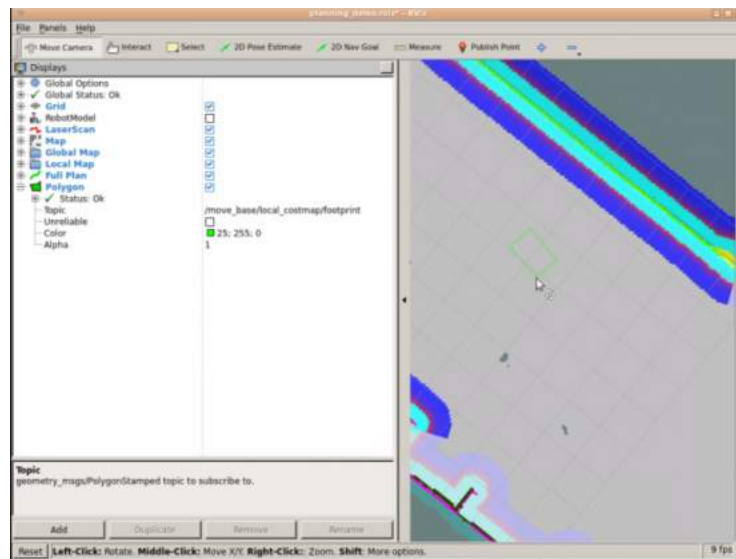 planning_demo.rviz* - RViz
File Panels Help
Move Camera Interact Select 2D Pose Estimate 2D Nav Goal Measure Publish Point
Displays
Global Options
Global Status: Ok
Grid
RobotModel
LaserScan
Map
Global Map
Local Map
Full Plan
Polygon
Status: Ok
Topic /move_base/local_costmap/footprint
Unreliable
Color 25; 255; 0
Alpha 1
Topic
geometry_msgs/PolygonStamped topic to subscribe to.
Add Duplicate Remove Rename
Reset Left-Click: Rotate. Middle-Click: Move X/Y. Right-Click:: Zoom. Shift: More options. 9 fps